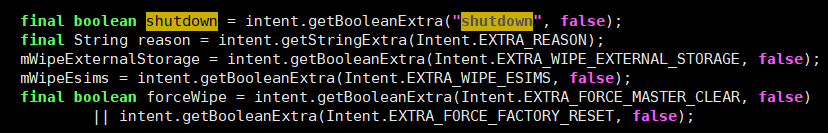 final boolean shutdown = intent.getBooleanExtra("shutdown", false);
final String reason = intent.getStringExtra(Intent.EXTRA_REASON);
mWipeExternalStorage = intent.getBooleanExtra(Intent.EXTRA_WIPE_EXTERNAL_STORAGE, false);
mWipeEsims = intent.getBooleanExtra(Intent.EXTRA_WIPE_ESIMS, false);
final boolean forceWipe = intent.getBooleanExtra(Intent.EXTRA_FORCE_MASTER_CLEAR, false)
|| intent.getBooleanExtra(Intent.EXTRA_FORCE_FACTORY_RESET, false);